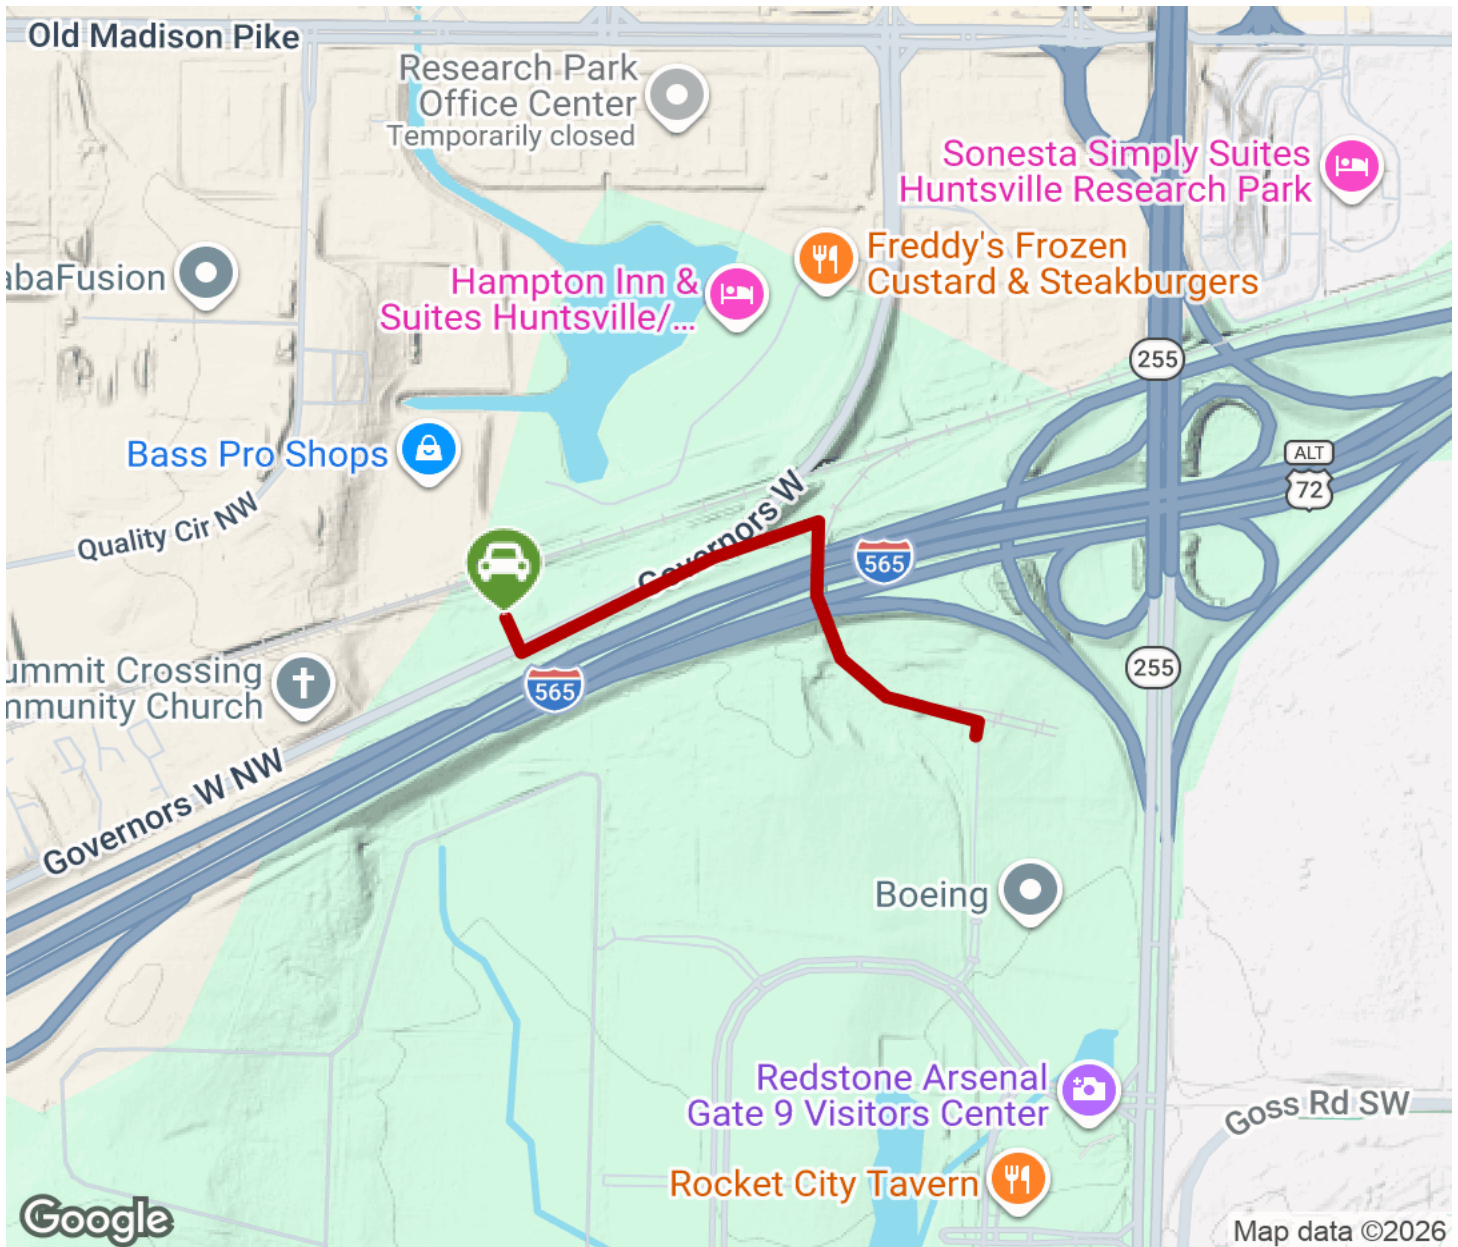 Old Madison Pike
Research Park
Office Center
Temporarily closed
Sonesta Simply Suites
Huntsville Research Park
Freddy's Frozen
Custard & Steakburgers
abaFusion
Hampton Inn &
Suites Huntsville/...
255
Bass Pro Shops
ALT
72
Governors W
Quality Cir NW
565
ummit Crossing
mmunity Church
565
255
Governors W NW
Boeing
Redstone Arsenal
Gate 9 Visitors Center
Goss Rd SW
Rocket City Tavern
Google
Map data ©2026